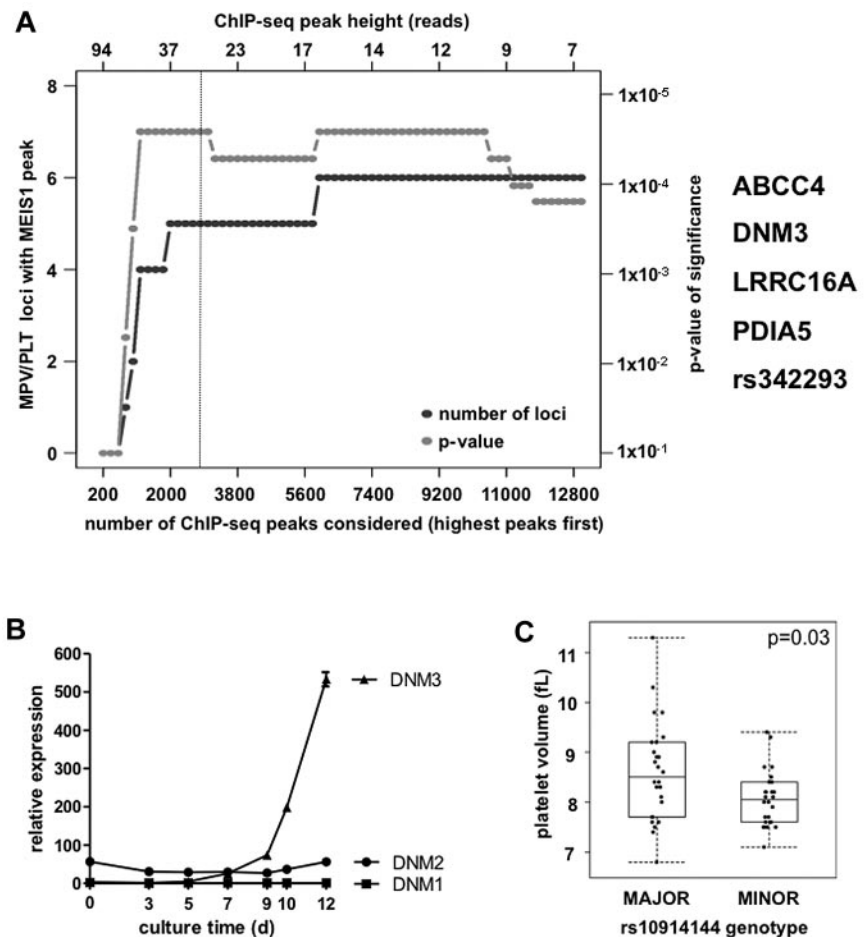 A
ChIP-seq peak height (reads)
94 37 23 17 14 12 9 7
8
6
4
2
0
MPV/PLT loci with MEIS1 peak
1x10-5
1x10-4
1x10-3
1x10-2
1x10-1
p-value of significance
number of loci
p-value
200 2000 3800 5600 7400 9200 11000 12800
number of ChIP-seq peaks considered (highest peaks first)
ABCC4
DNM3
LRRC16A
PDIA5
rs342293
B
600
500
400
300
200
100
0
relative expression
DNM3
DNM2
DNM1
0 3 5 7 9 10 12
culture time (d)
C
p=0.03
11
10
9
8
7
platelet volume (fL)
MAJOR MINOR
rs10914144 genotype